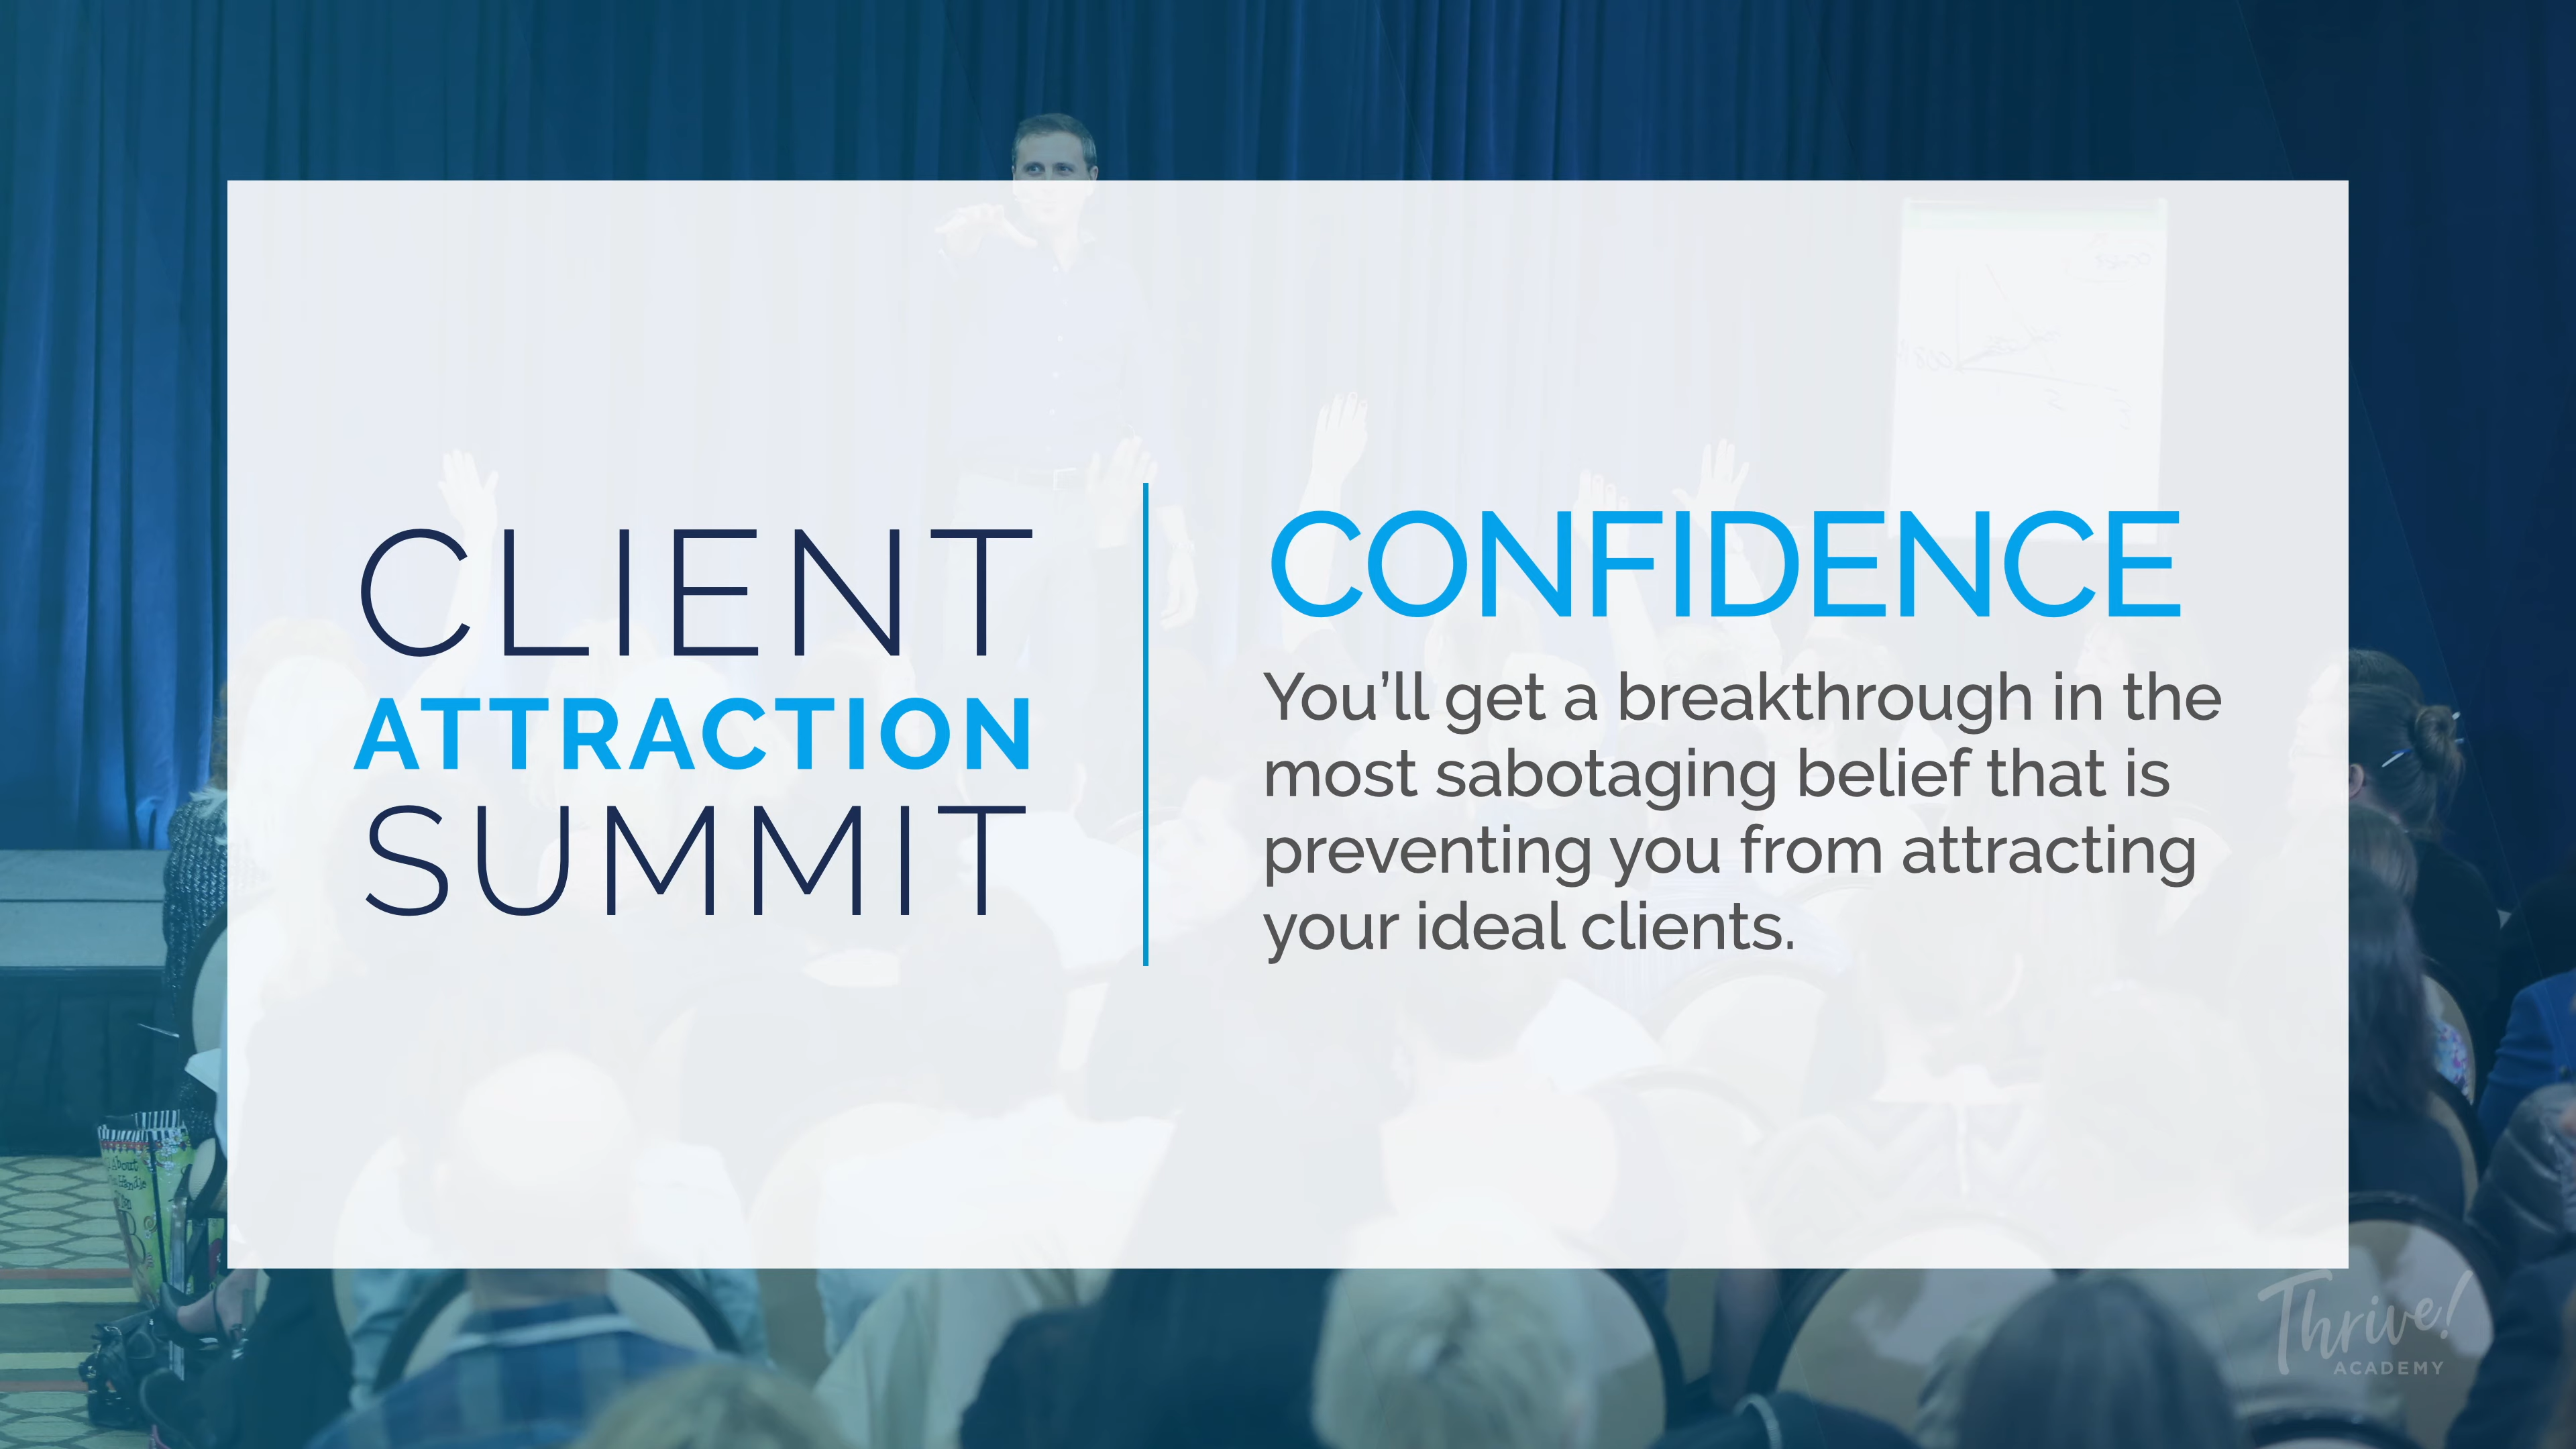 CLIENT
ATTRACTION
SUMMIT
CONFIDENCE
You’ll get a breakthrough in the
most sabotaging belief that is
preventing you from attracting
your ideal clients.
Thrive!
ACADEMY